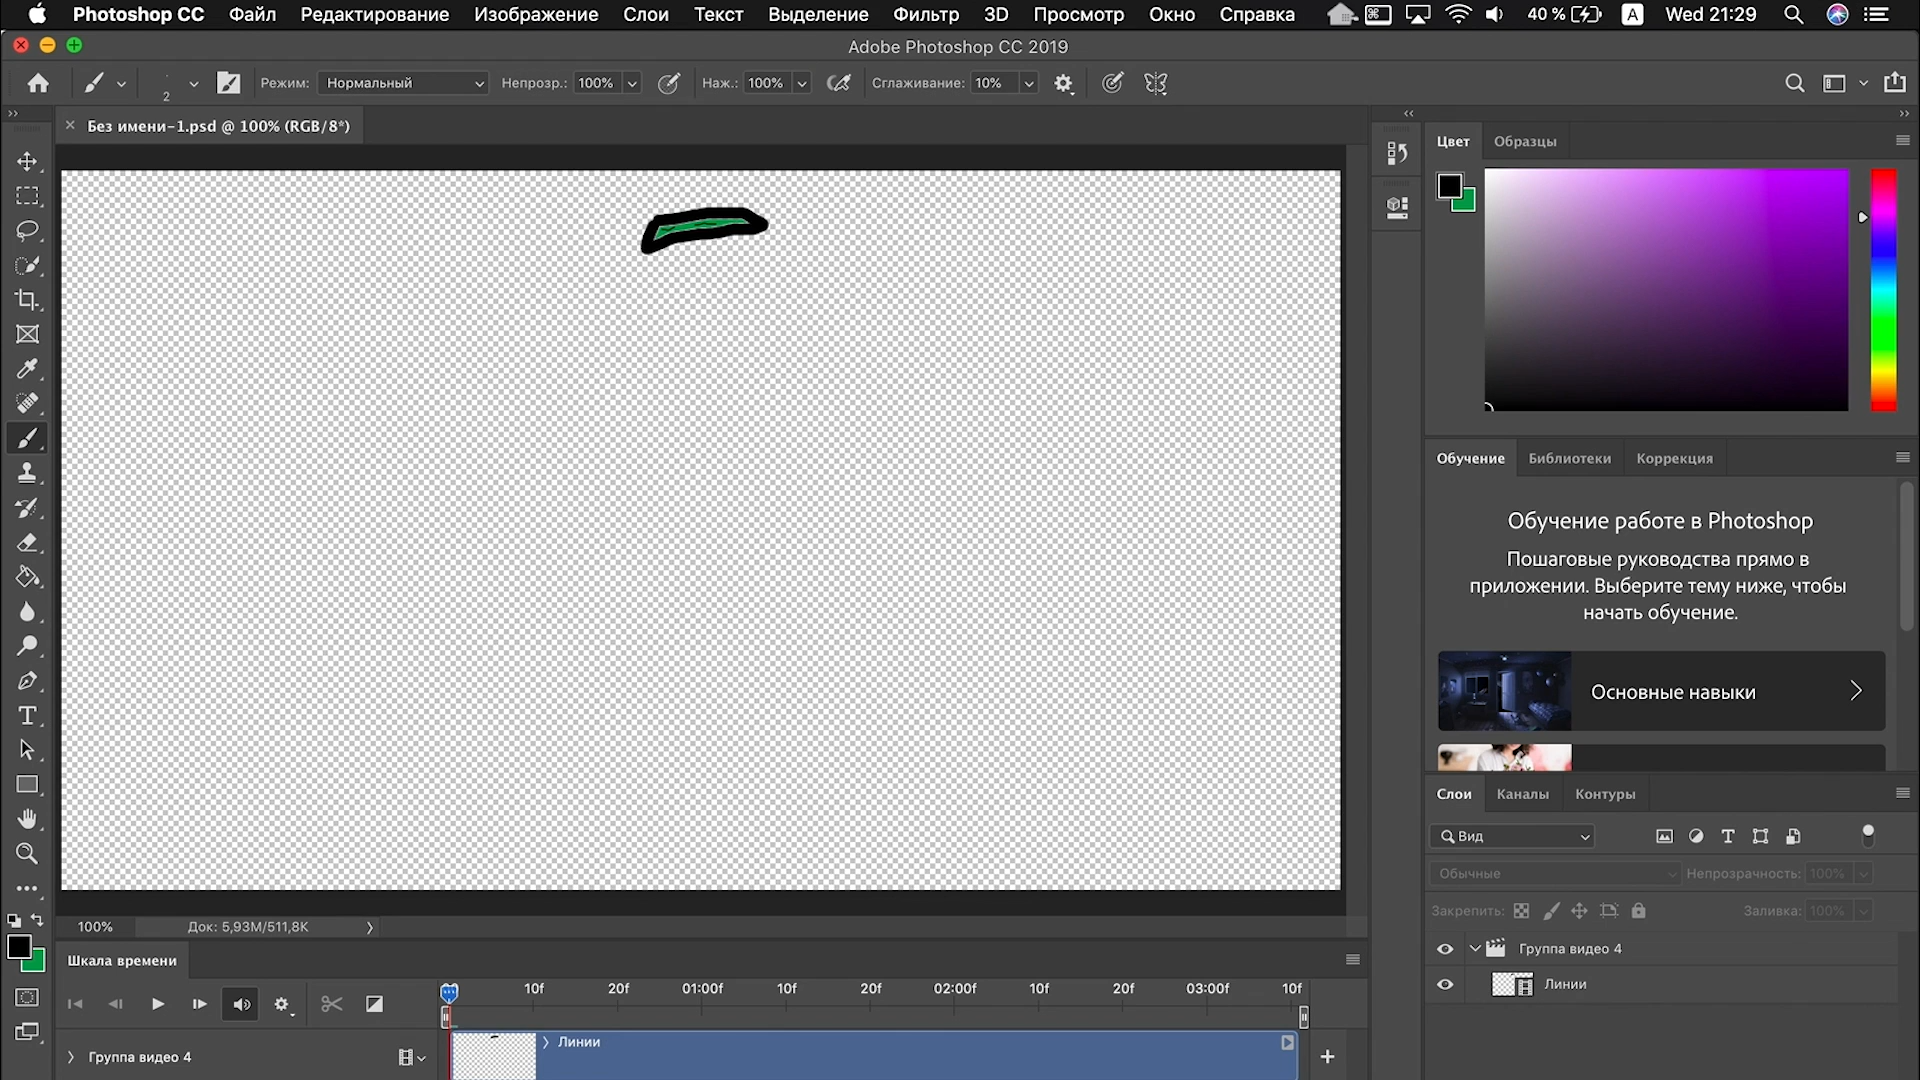 Photoshop CC Файл Редактирование Изображение Слои Текст Выделение Фильтр 3D Просмотр Окно Справка 40 % A Wed 21:29
Adobe Photoshop CC 2019
2 Режим: Нормальный Непрозр.: 100% Наж.: 100% Сглаживание: 10%
Без имени-1.psd @ 100% (RGB/8*)
Цвет Образцы
Обучение Библиотеки Коррекция
Обучение работе в Photoshop
Пошаговые руководства прямо в
приложении. Выберите тему ниже, чтобы
начать обучение.
Основные навыки
Слои Каналы Контуры
Вид
Обычные Непрозрачность: 100%
Закрепить: Заливка: 100%
Группа видео 4
Линии
100% Док: 5,93M/511,8K
Шкала времени
10f 20f 01:00f 10f 20f 02:00f 10f 20f 03:00f 10f
Группа видео 4 Линии